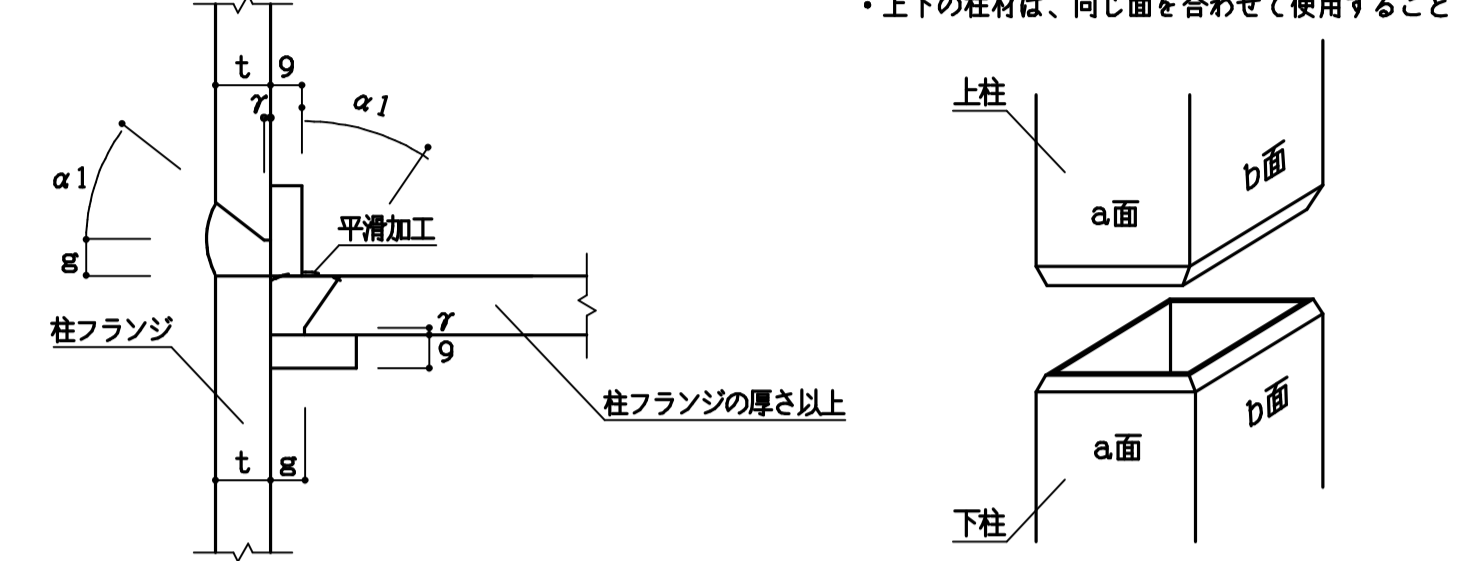 ・上下の柱材は、同じ面を合わせて使用すること
t 9
γ α1
α1
g
平滑加工
柱フランジ
γ
9
柱フランジの厚さ以上
t g
上柱
a面
b面
a面
b面
下柱